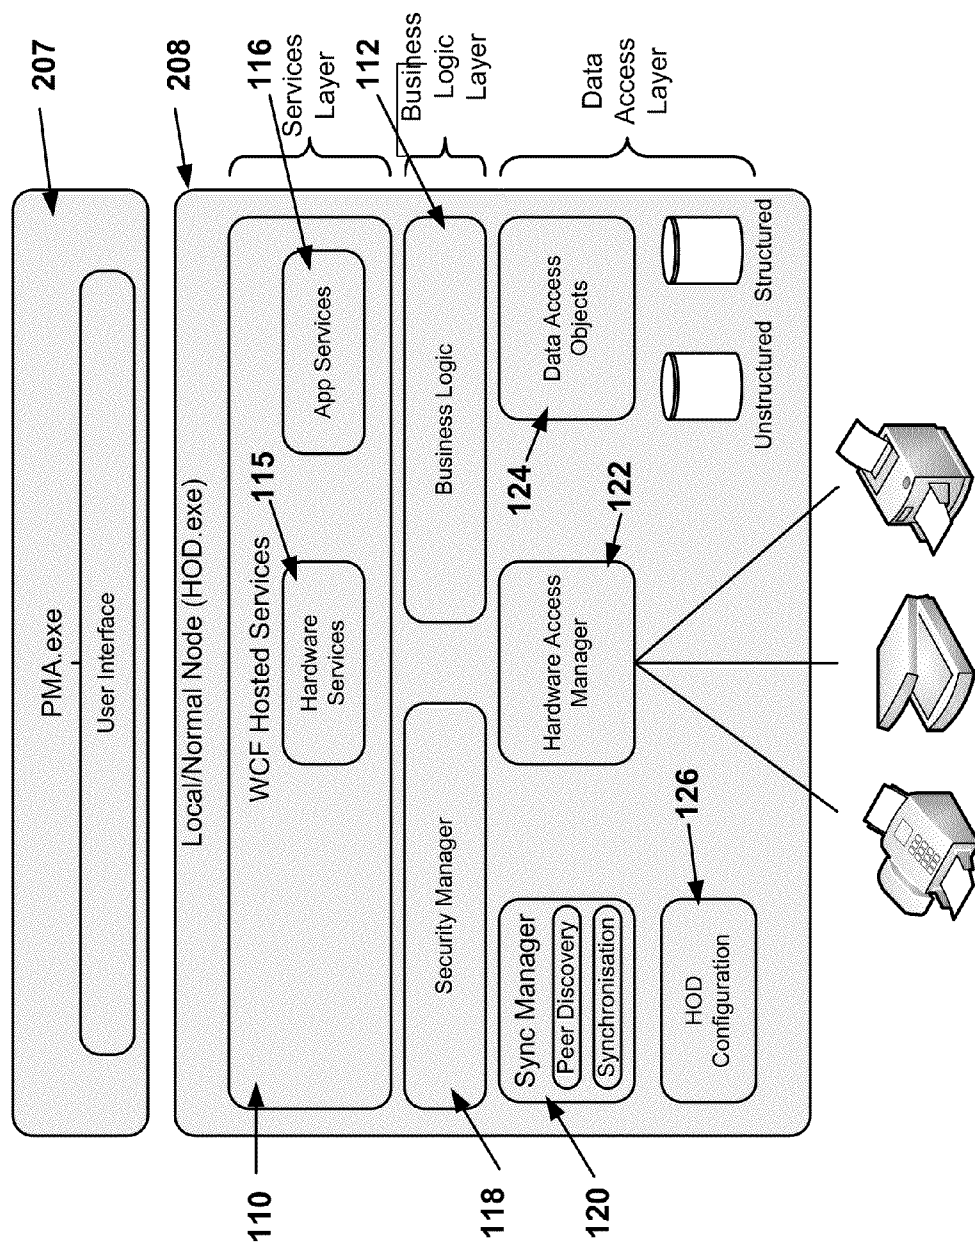 207
PMA.exe
User Interface
208
Local/Normal Node (HOD.exe)
110
WCF Hosted Services
115
Hardware
Services
116
App Services
Services
Layer
118
Security Manager
Business Logic
112
Business
Logic
Layer
120
Sync Manager
Peer Discovery
Synchronisation
Hardware Access
Manager
122
124
Data Access
Objects
Data
Access
Layer
126
HOD
Configuration
Unstructured
Structured